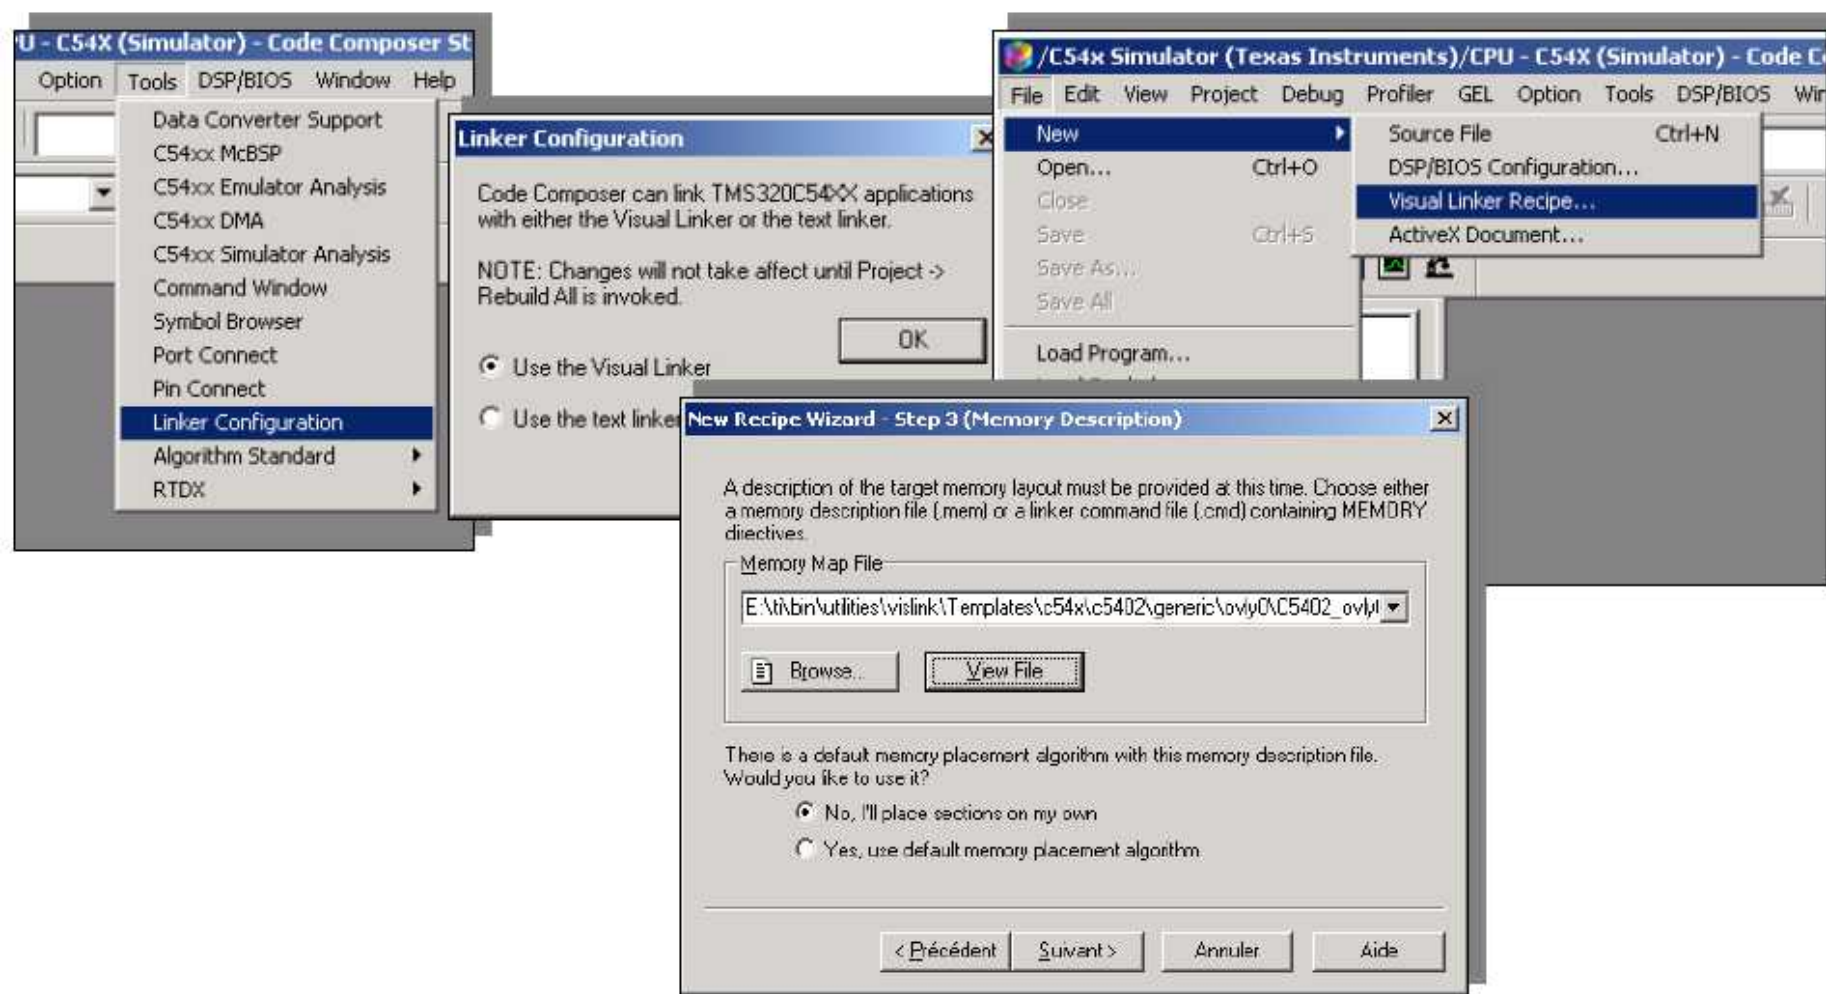 U - C54X (Simulator) - Code Composer St
Option Tools DSP/BIOS Window Help
Data Converter Support
C54xx McBSP
C54xx Emulator Analysis
C54xx DMA
C54xx Simulator Analysis
Command Window
Symbol Browser
Port Connect
Pin Connect
Linker Configuration
Algorithm Standard
RTDX
Linker Configuration
Code Composer can link TMS320C54XX applications
with either the Visual Linker or the text linker.
NOTE: Changes will not take affect until Project ->
Rebuild All is invoked.
OK
Use the Visual Linker
Use the text linker
/C54x Simulator (Texas Instruments)/CPU - C54X (Simulator) - Code C
File Edit View Project Debug Profiler GEL Option Tools DSP/BIOS Wir
New
Open... Ctrl+O
Close
Save Ctrl+S
Save As...
Save All
Load Program...
Source File Ctrl+N
DSP/BIOS Configuration...
Visual Linker Recipe...
ActiveX Document...
New Recipe Wizard - Step 3 (Memory Description)
A description of the target memory layout must be provided at this time. Choose either
a memory description file (.mem) or a linker command file (.cmd) containing MEMORY
directives.
Memory Map File
E:\ti\bin\utilities\vislink\Templates\c54x\c5402\generic\ovly0\C5402_ovly
Browse...
View File
There is a default memory placement algorithm with this memory description file.
Would you like to use it?
No, I'll place sections on my own
Yes, use default memory placement algorithm
< Précédent Suivant > Annuler Aide